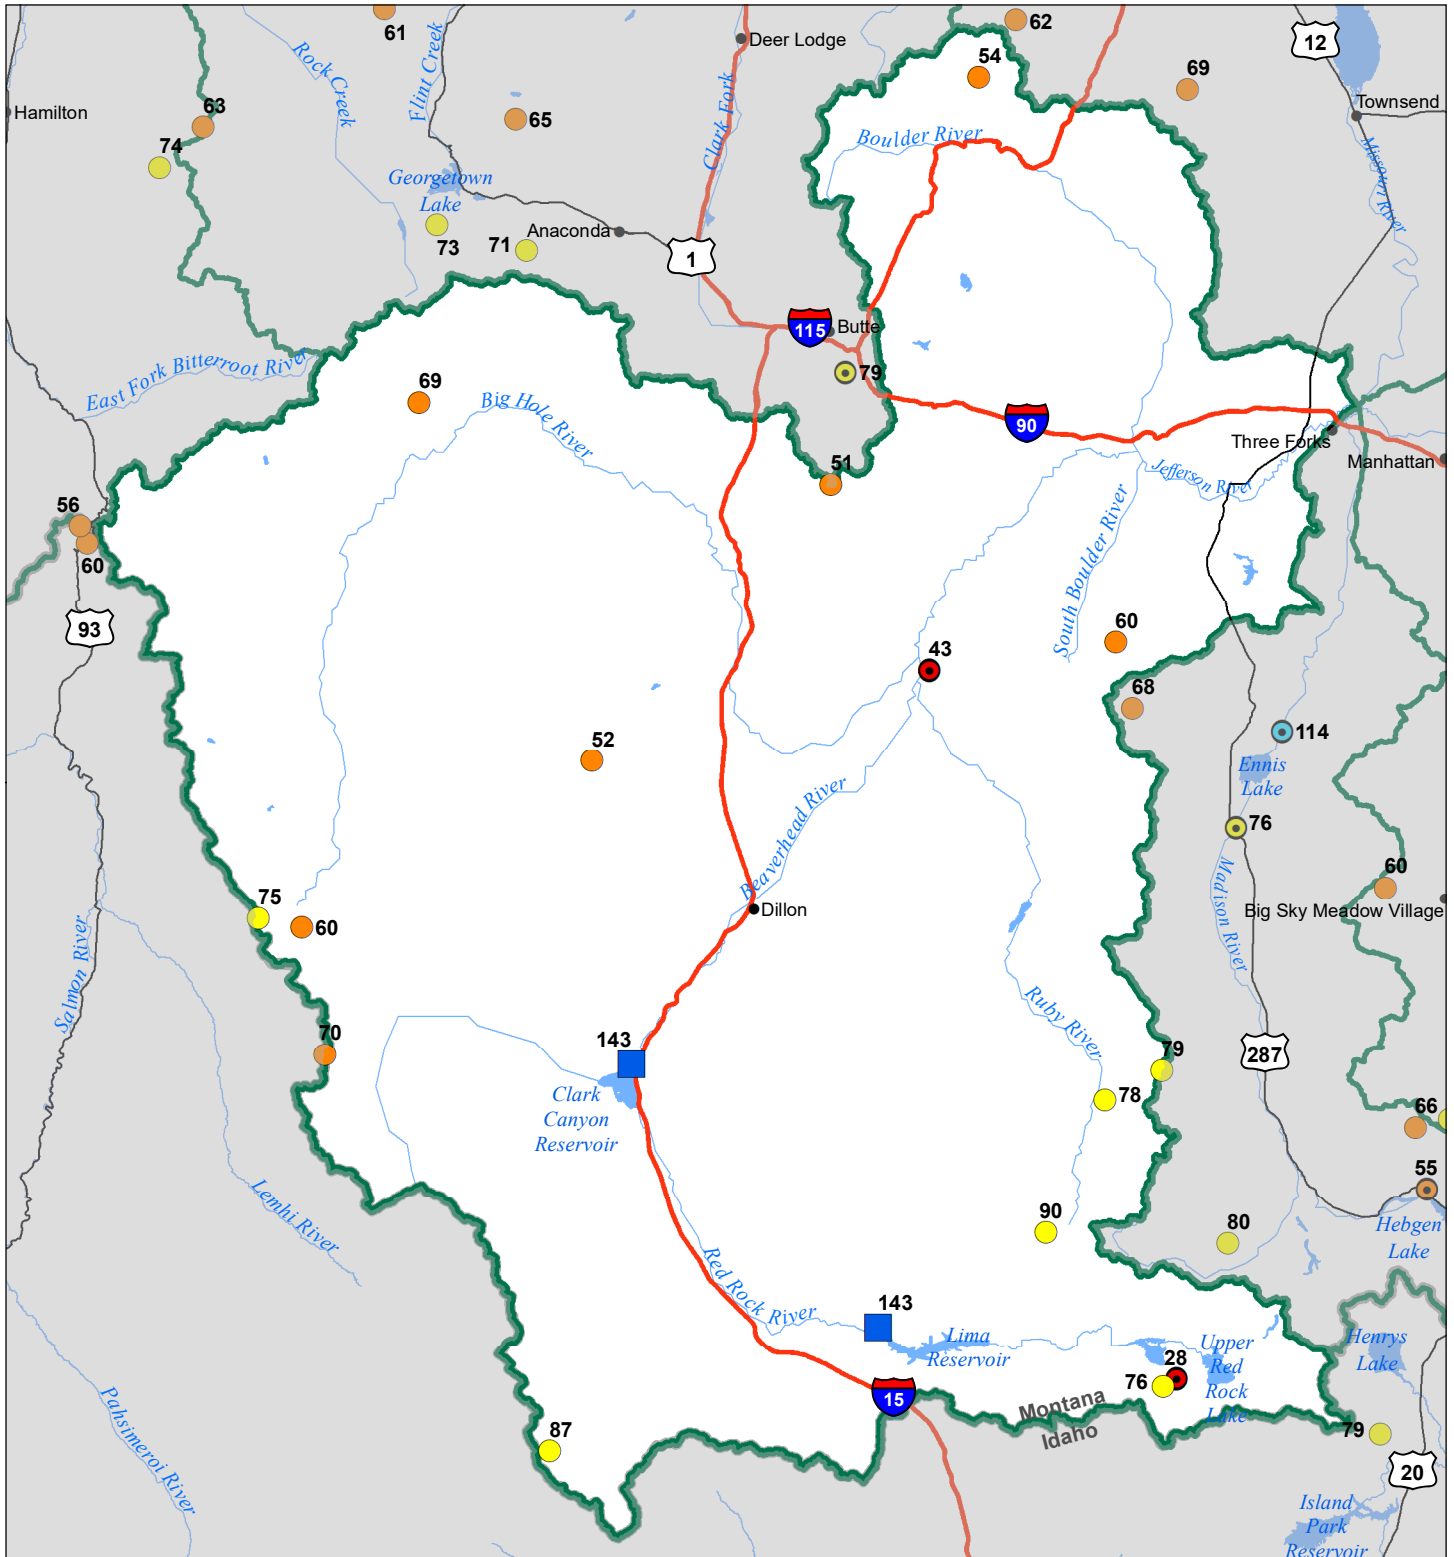 61
62
12
Deer Lodge
54
69
Rock Creek
Flint Creek
Clark Fork
Townsend
Hamilton
63
65
Boulder River
Missouri River
74
Georgetown
Lake
73
71
Anaconda
1
115
Butte
79
East Fork Bitterroot River
69
Big Hole River
90
Three Forks
Manhattan
51
Jefferson River
56
60
South Boulder River
93
60
43
68
114
52
Ennis
Lake
76
Beaverhead River
Madison River
60
75
60
Dillon
Big Sky Meadow Village
Salmon River
Ruby River
70
143
79
287
78
Clark
Canyon
Reservoir
66
55
Lemhi River
90
80
Hebgen
Lake
Red Rock River
143
Lima
Reservoir
Upper
Red
Rock
Lake
Henrys
Lake
28
76
15
Montana
Idaho
Pahsimeroi River
87
79
20
Island
Park
Reservoir